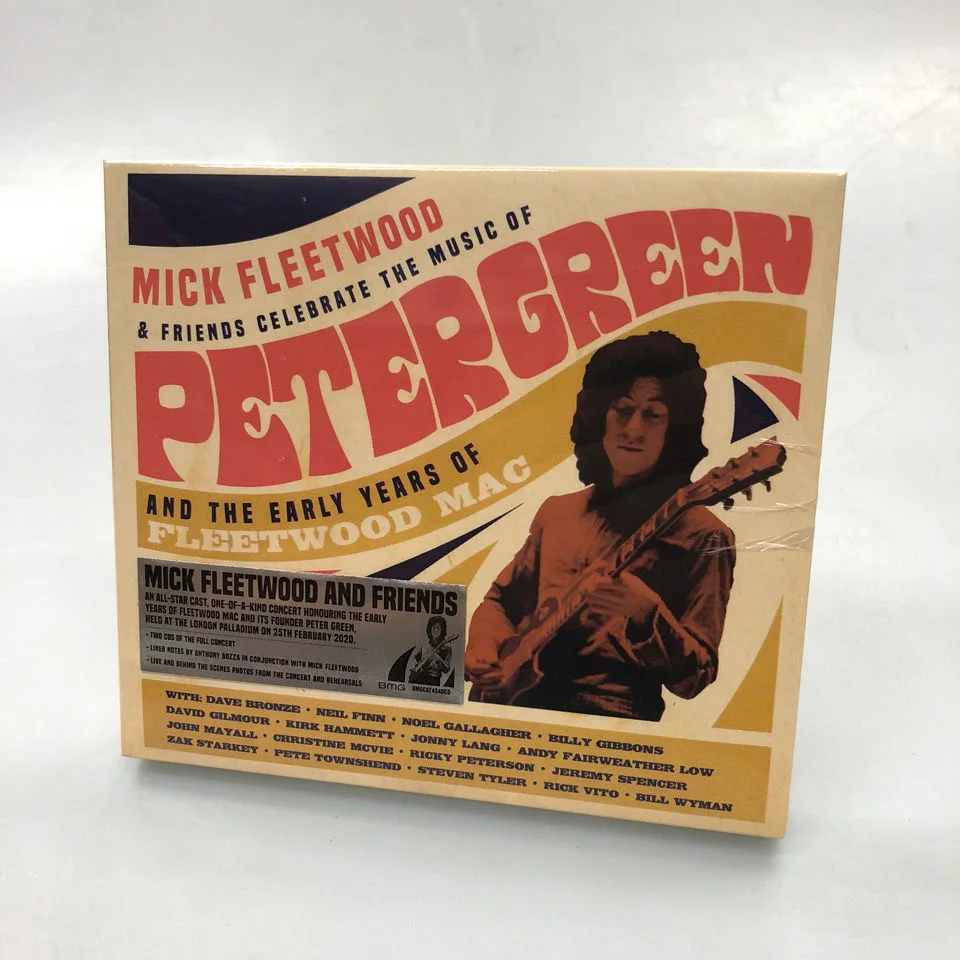 MICK FLEETWOOD
& FRIENDS CELEBRATE THE MUSIC OF
PETER GREEN
AND THE EARLY YEARS OF
FLEETWOOD MAC
MICK FLEETWOOD AND FRIENDS
AN ALL-STAR CAST, ONE-OF-A-KIND CONCERT HONOURING THE EARLY
YEARS OF FLEETWOOD MAC AND ITS FOUNDER PETER GREEN,
HELD AT THE LONDON PALLADIUM ON 25TH FEBRUARY 2020.
• TWO CDS OF THE FULL CONCERT
• LINER NOTES BY ANTHONY BOZZA IN CONJUNCTION WITH MICK FLEETWOOD
• LIVE AND BEHIND THE SCENES PHOTOS FROM THE CONCERT AND REHEARSALS
BMG
BMGCAT454DCD
WITH: DAVE BRONZE • NEIL FINN • NOEL GALLAGHER • BILLY GIBBONS
DAVID GILMOUR • KIRK HAMMETT • JONNY LANG • ANDY FAIRWEATHER LOW
JOHN MAYALL • CHRISTINE MCVIE • RICKY PETERSON • JEREMY SPENCER
ZAK STARKEY • PETE TOWNSHEND • STEVEN TYLER • RICK VITO • BILL WYMAN